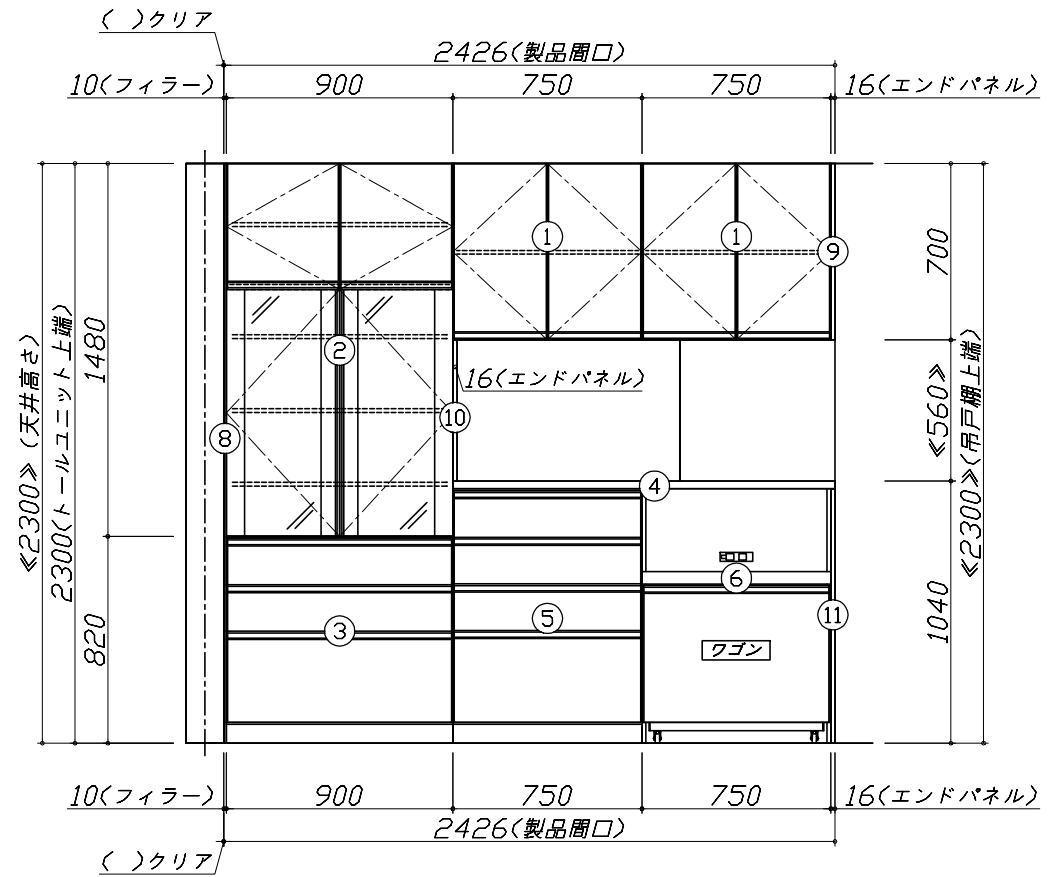 (　)クリア
2426(製品間口)
10(フィラー)
900
750
750
16(エンドパネル)
≪2300≫(天井高さ)
2300(トールユニット上端)
1480
820
1
1
9
2
16(エンドパネル)
10
8
4
6
3
5
11
ワゴン
700
≪560≫
1040
≪2300≫(吊戸棚上端)
10(フィラー)
900
750
750
16(エンドパネル)
2426(製品間口)
(　)クリア